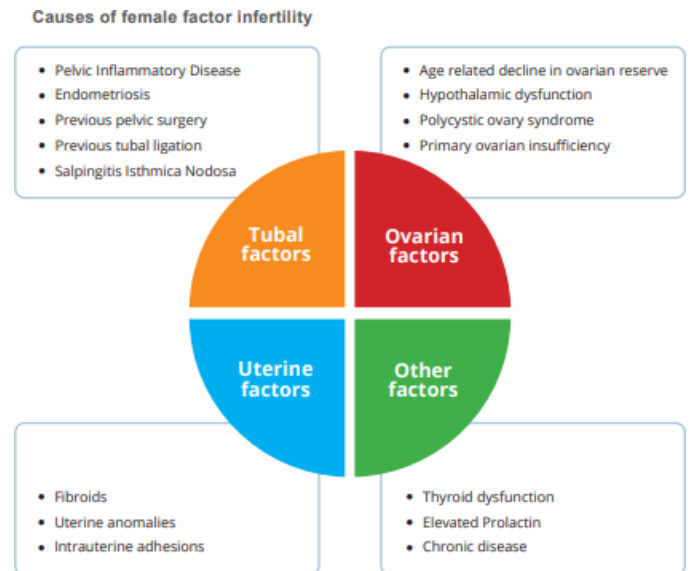 Causes of female factor infertility
• Pelvic Inflammatory Disease
• Endometriosis
• Previous pelvic surgery
• Previous tubal ligation
• Salpingitis Isthmica Nodosa
• Age related decline in ovarian reserve
• Hypothalamic dysfunction
• Polycystic ovary syndrome
• Primary ovarian insufficiency
Tubal
factors
Ovarian
factors
Uterine
factors
Other
factors
• Fibroids
• Uterine anomalies
• Intrauterine adhesions
• Thyroid dysfunction
• Elevated Prolactin
• Chronic disease